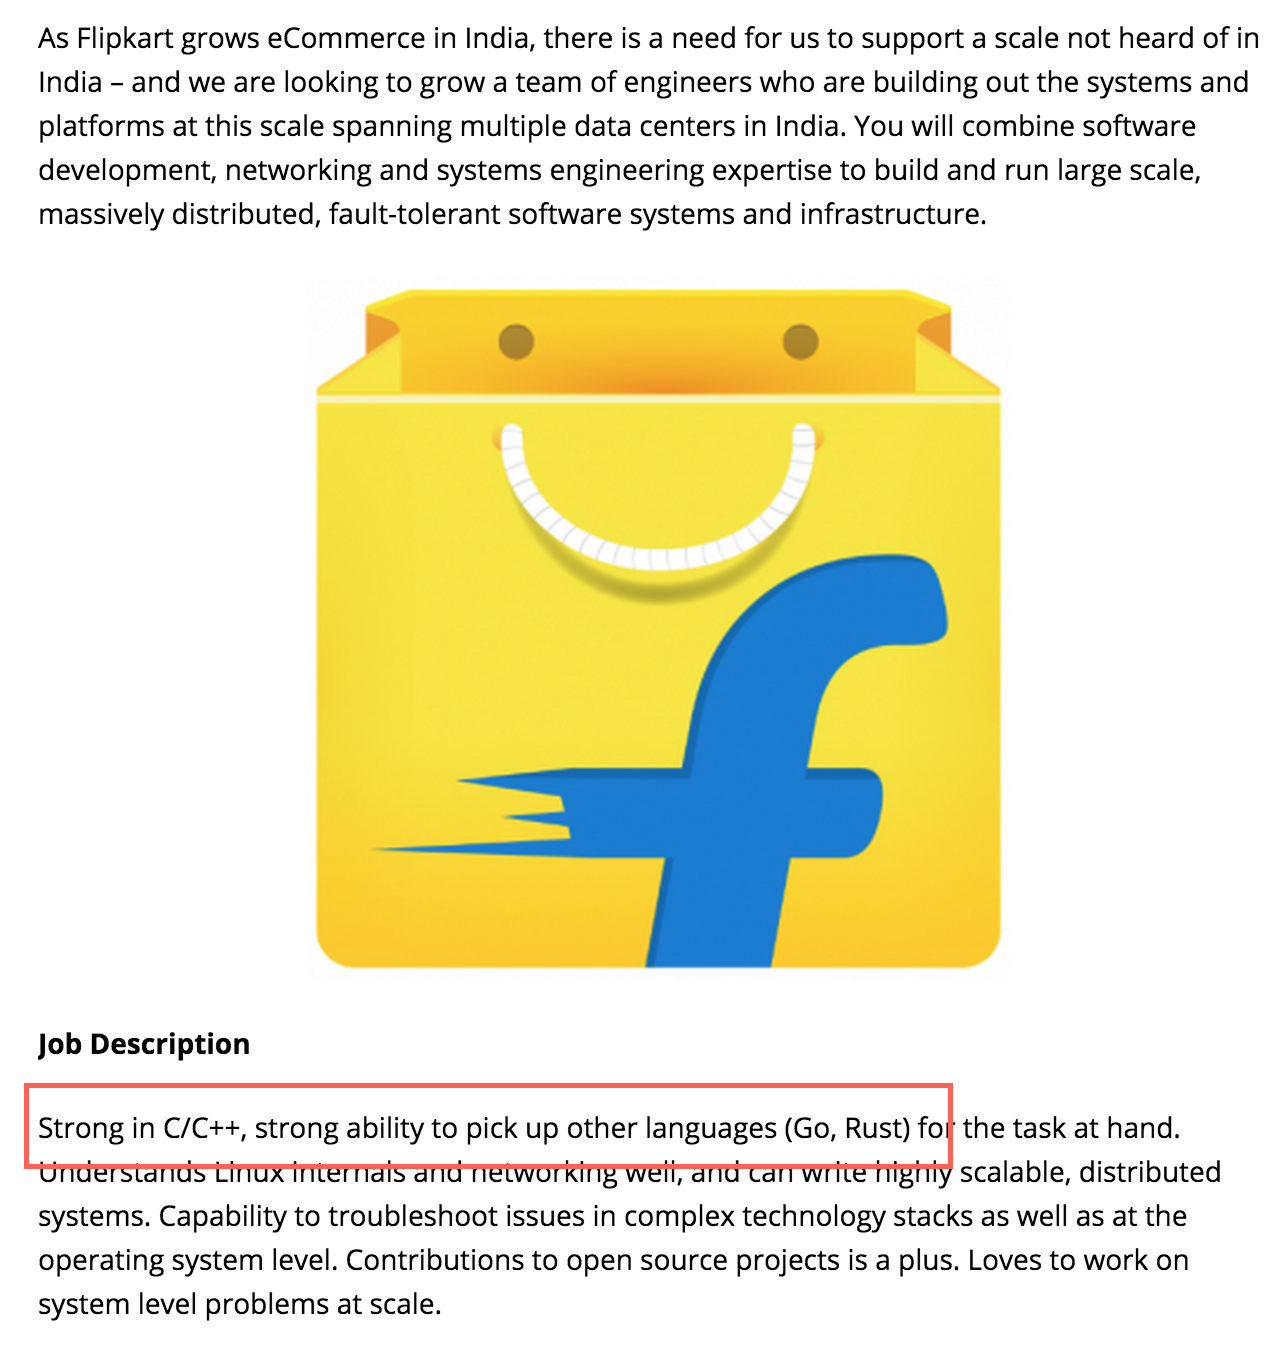 As Flipkart grows eCommerce in India, there is a need for us to support a scale not heard of in
India – and we are looking to grow a team of engineers who are building out the systems and
platforms at this scale spanning multiple data centers in India. You will combine software
development, networking and systems engineering expertise to build and run large scale,
massively distributed, fault-tolerant software systems and infrastructure.
f
Job Description
Strong in C/C++, strong ability to pick up other languages (Go, Rust) for the task at hand.
Understands Linux internals and networking well, and can write highly scalable, distributed
systems. Capability to troubleshoot issues in complex technology stacks as well as at the
operating system level. Contributions to open source projects is a plus. Loves to work on
system level problems at scale.